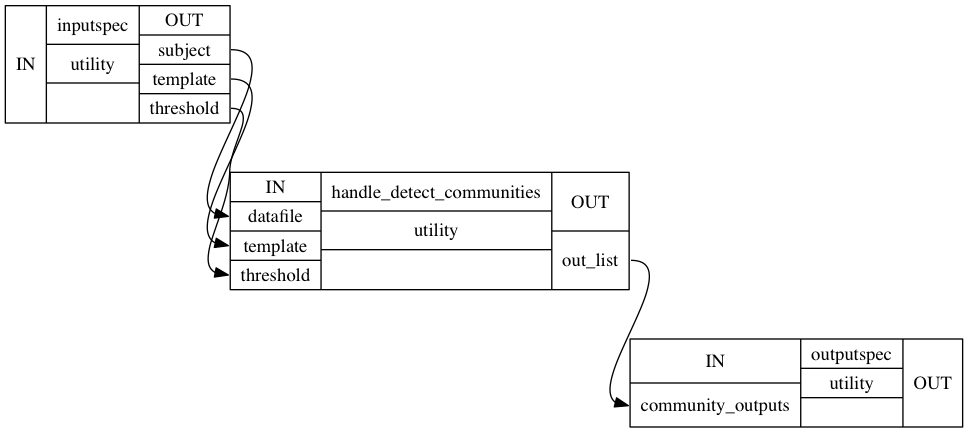 IN
inputspec
utility
OUT
subject
template
threshold
IN
datafile
template
threshold
handle_detect_communities
utility
OUT
out_list
IN
community_outputs
outputspec
utility
OUT